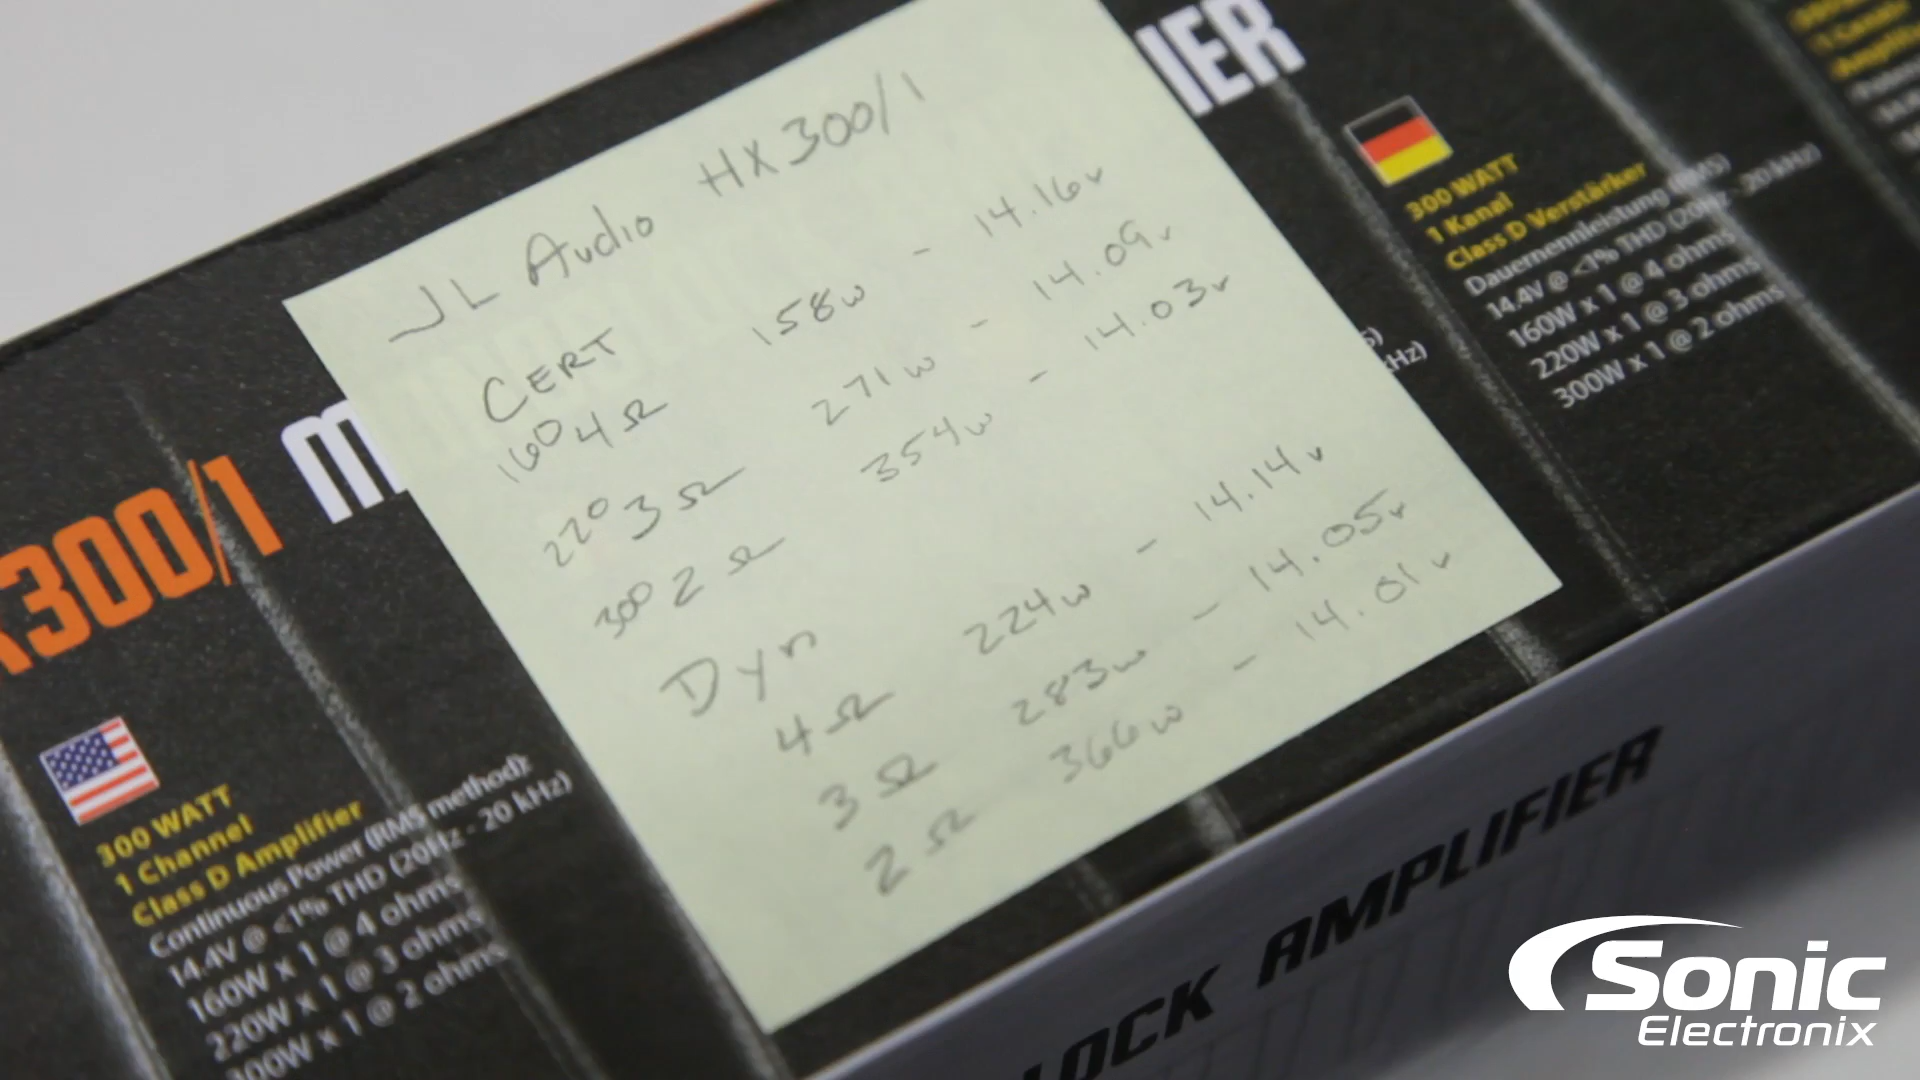 JL Audio HX300/1
CERT
160 4Ω 158w - 14.16v
220 3Ω 271w - 14.09v
300 2Ω 354w - 14.03v
Dyn
4Ω 224w - 14.14v
3Ω 283w - 14.05v
2Ω 366w - 14.01v
IER
300/1 M
300 WATT
1 Channel
Class D Amplifier
Continuous Power (RMS method):
14.4V @ <1% THD (20Hz - 20 kHz)
160W x 1 @ 4 ohms
220W x 1 @ 3 ohms
300W x 1 @ 2 ohms
300 WATT
1 Kanal
Class D Verstärker
Dauernennleistung (RMS)
14,4V @ <1% THD (20Hz - 20 kHz)
160W x 1 @ 4 ohms
220W x 1 @ 3 ohms
300W x 1 @ 2 ohms
LOCK AMPLIFIER
Sonic
Electronix